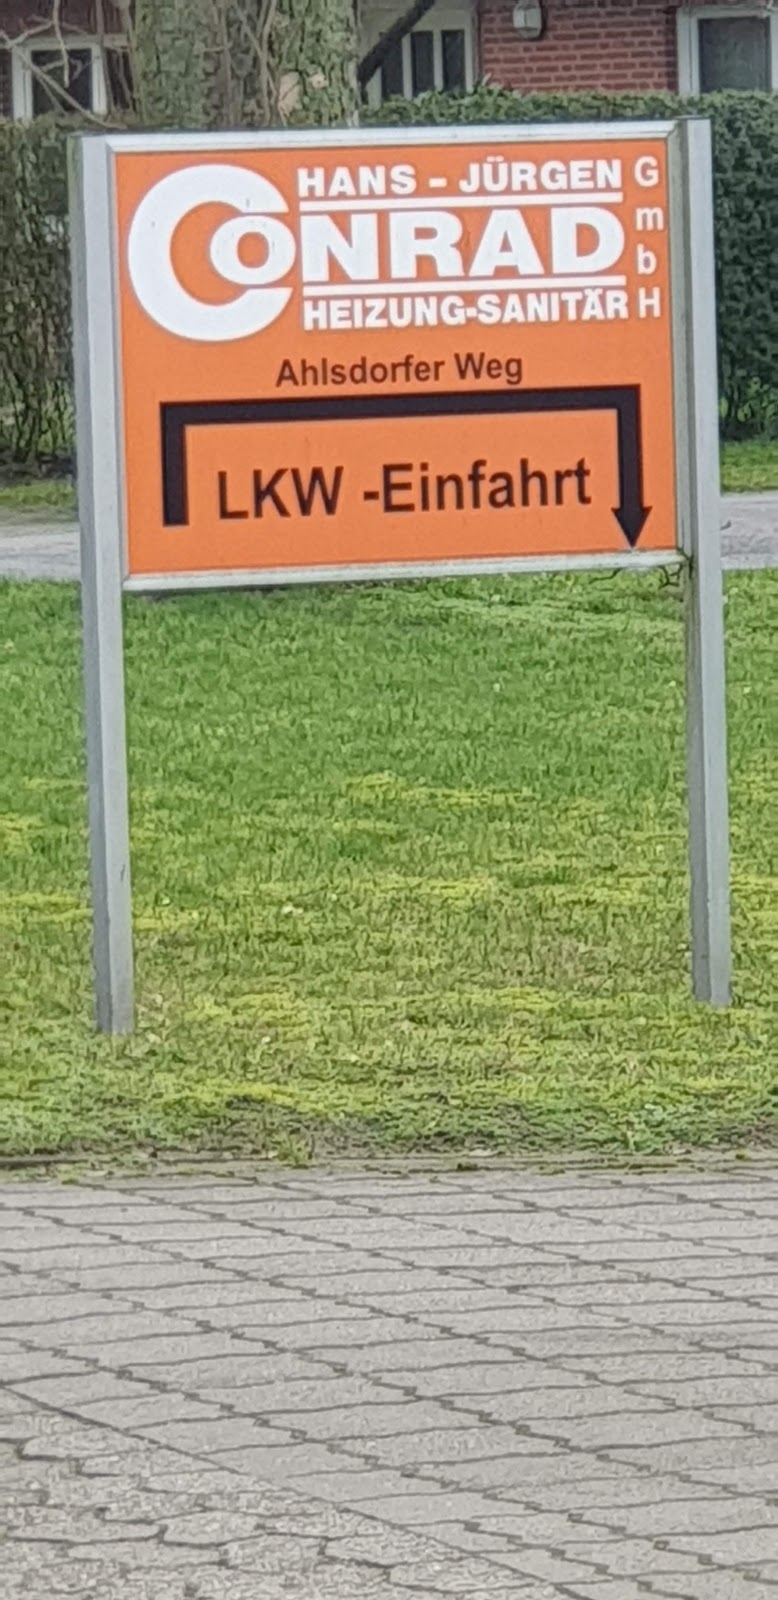 HANS - JÜRGEN
CONRAD
HEIZUNG-SANITÄR
GmbH
Ahlsdorfer Weg
LKW -Einfahrt